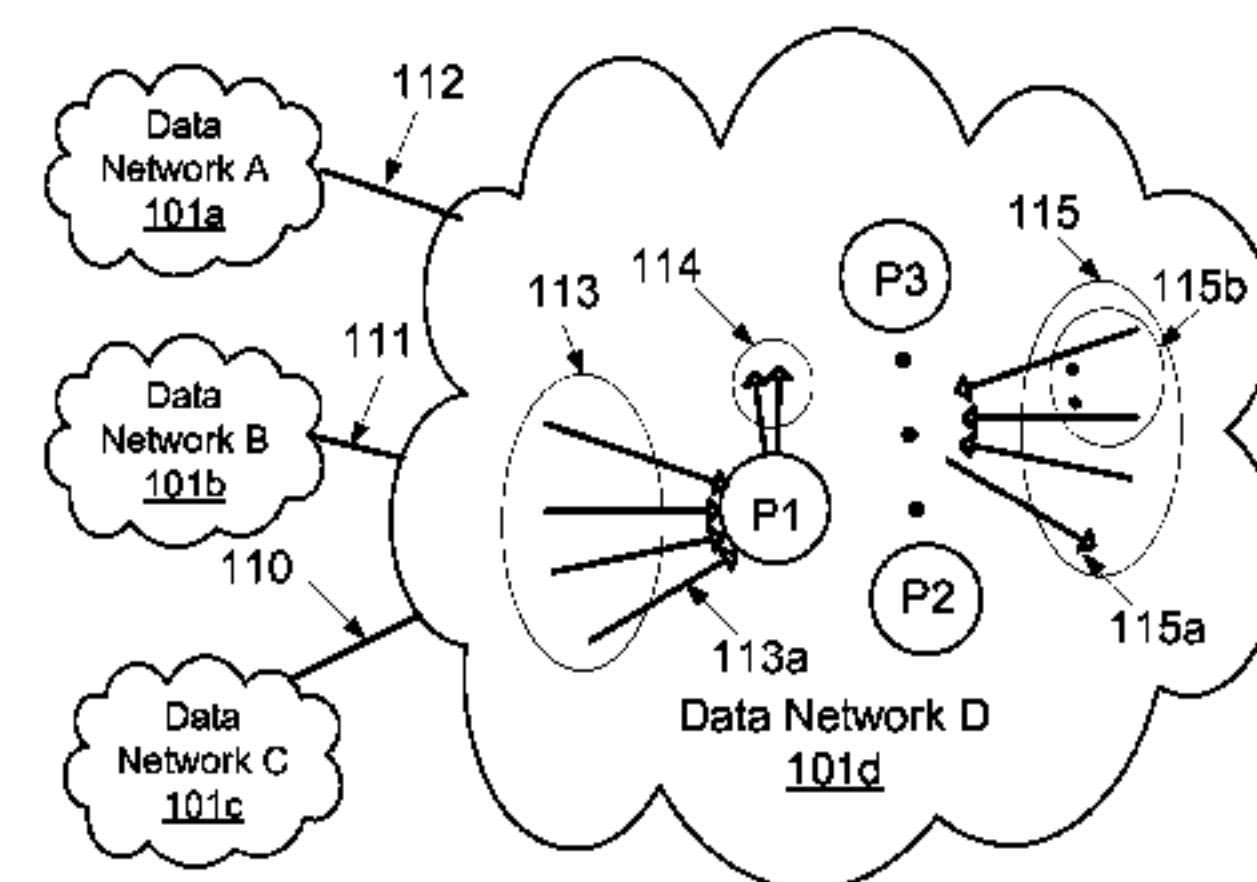 112
Data
Network A
101a
115
P3
114
115b
113
111
Data
Network B
101b
P1
110
P2
115a
113a
Data
Network C
101c
Data Network D
101d